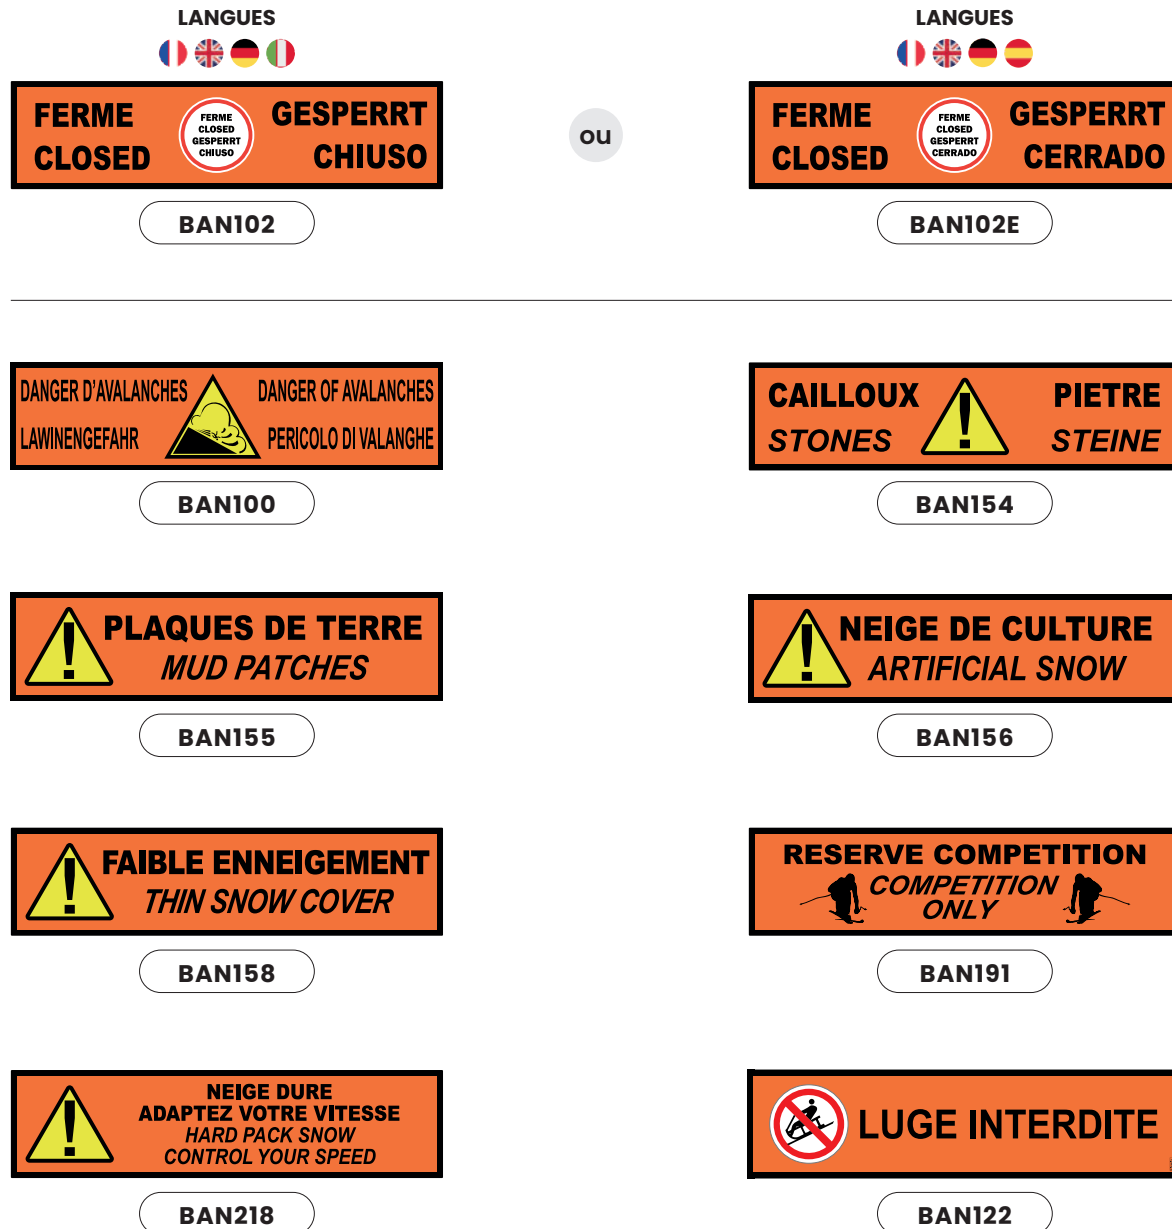 LANGUES
FERME
CLOSED
FERME
CLOSED
GESPERRT
CHIUSO
GESPERRT
CHIUSO
BAN102
ou
LANGUES
FERME
CLOSED
FERME
CLOSED
GESPERRT
CERRADO
GESPERRT
CERRADO
BAN102E
DANGER D'AVALANCHES
LAWINENGEFAHR
DANGER OF AVALANCHES
PERICOLO DI VALANGHE
BAN100
CAILLOUX
STONES
PIETRE
STEINE
BAN154
PLAQUES DE TERRE
MUD PATCHES
BAN155
NEIGE DE CULTURE
ARTIFICIAL SNOW
BAN156
FAIBLE ENNEIGEMENT
THIN SNOW COVER
BAN158
RESERVE COMPETITION
COMPETITION
ONLY
BAN191
NEIGE DURE
ADAPTEZ VOTRE VITESSE
HARD PACK SNOW
CONTROL YOUR SPEED
BAN218
LUGE INTERDITE
BAN122